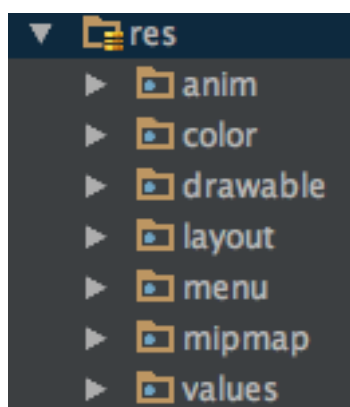 res
anim
color
drawable
layout
menu
mipmap
values